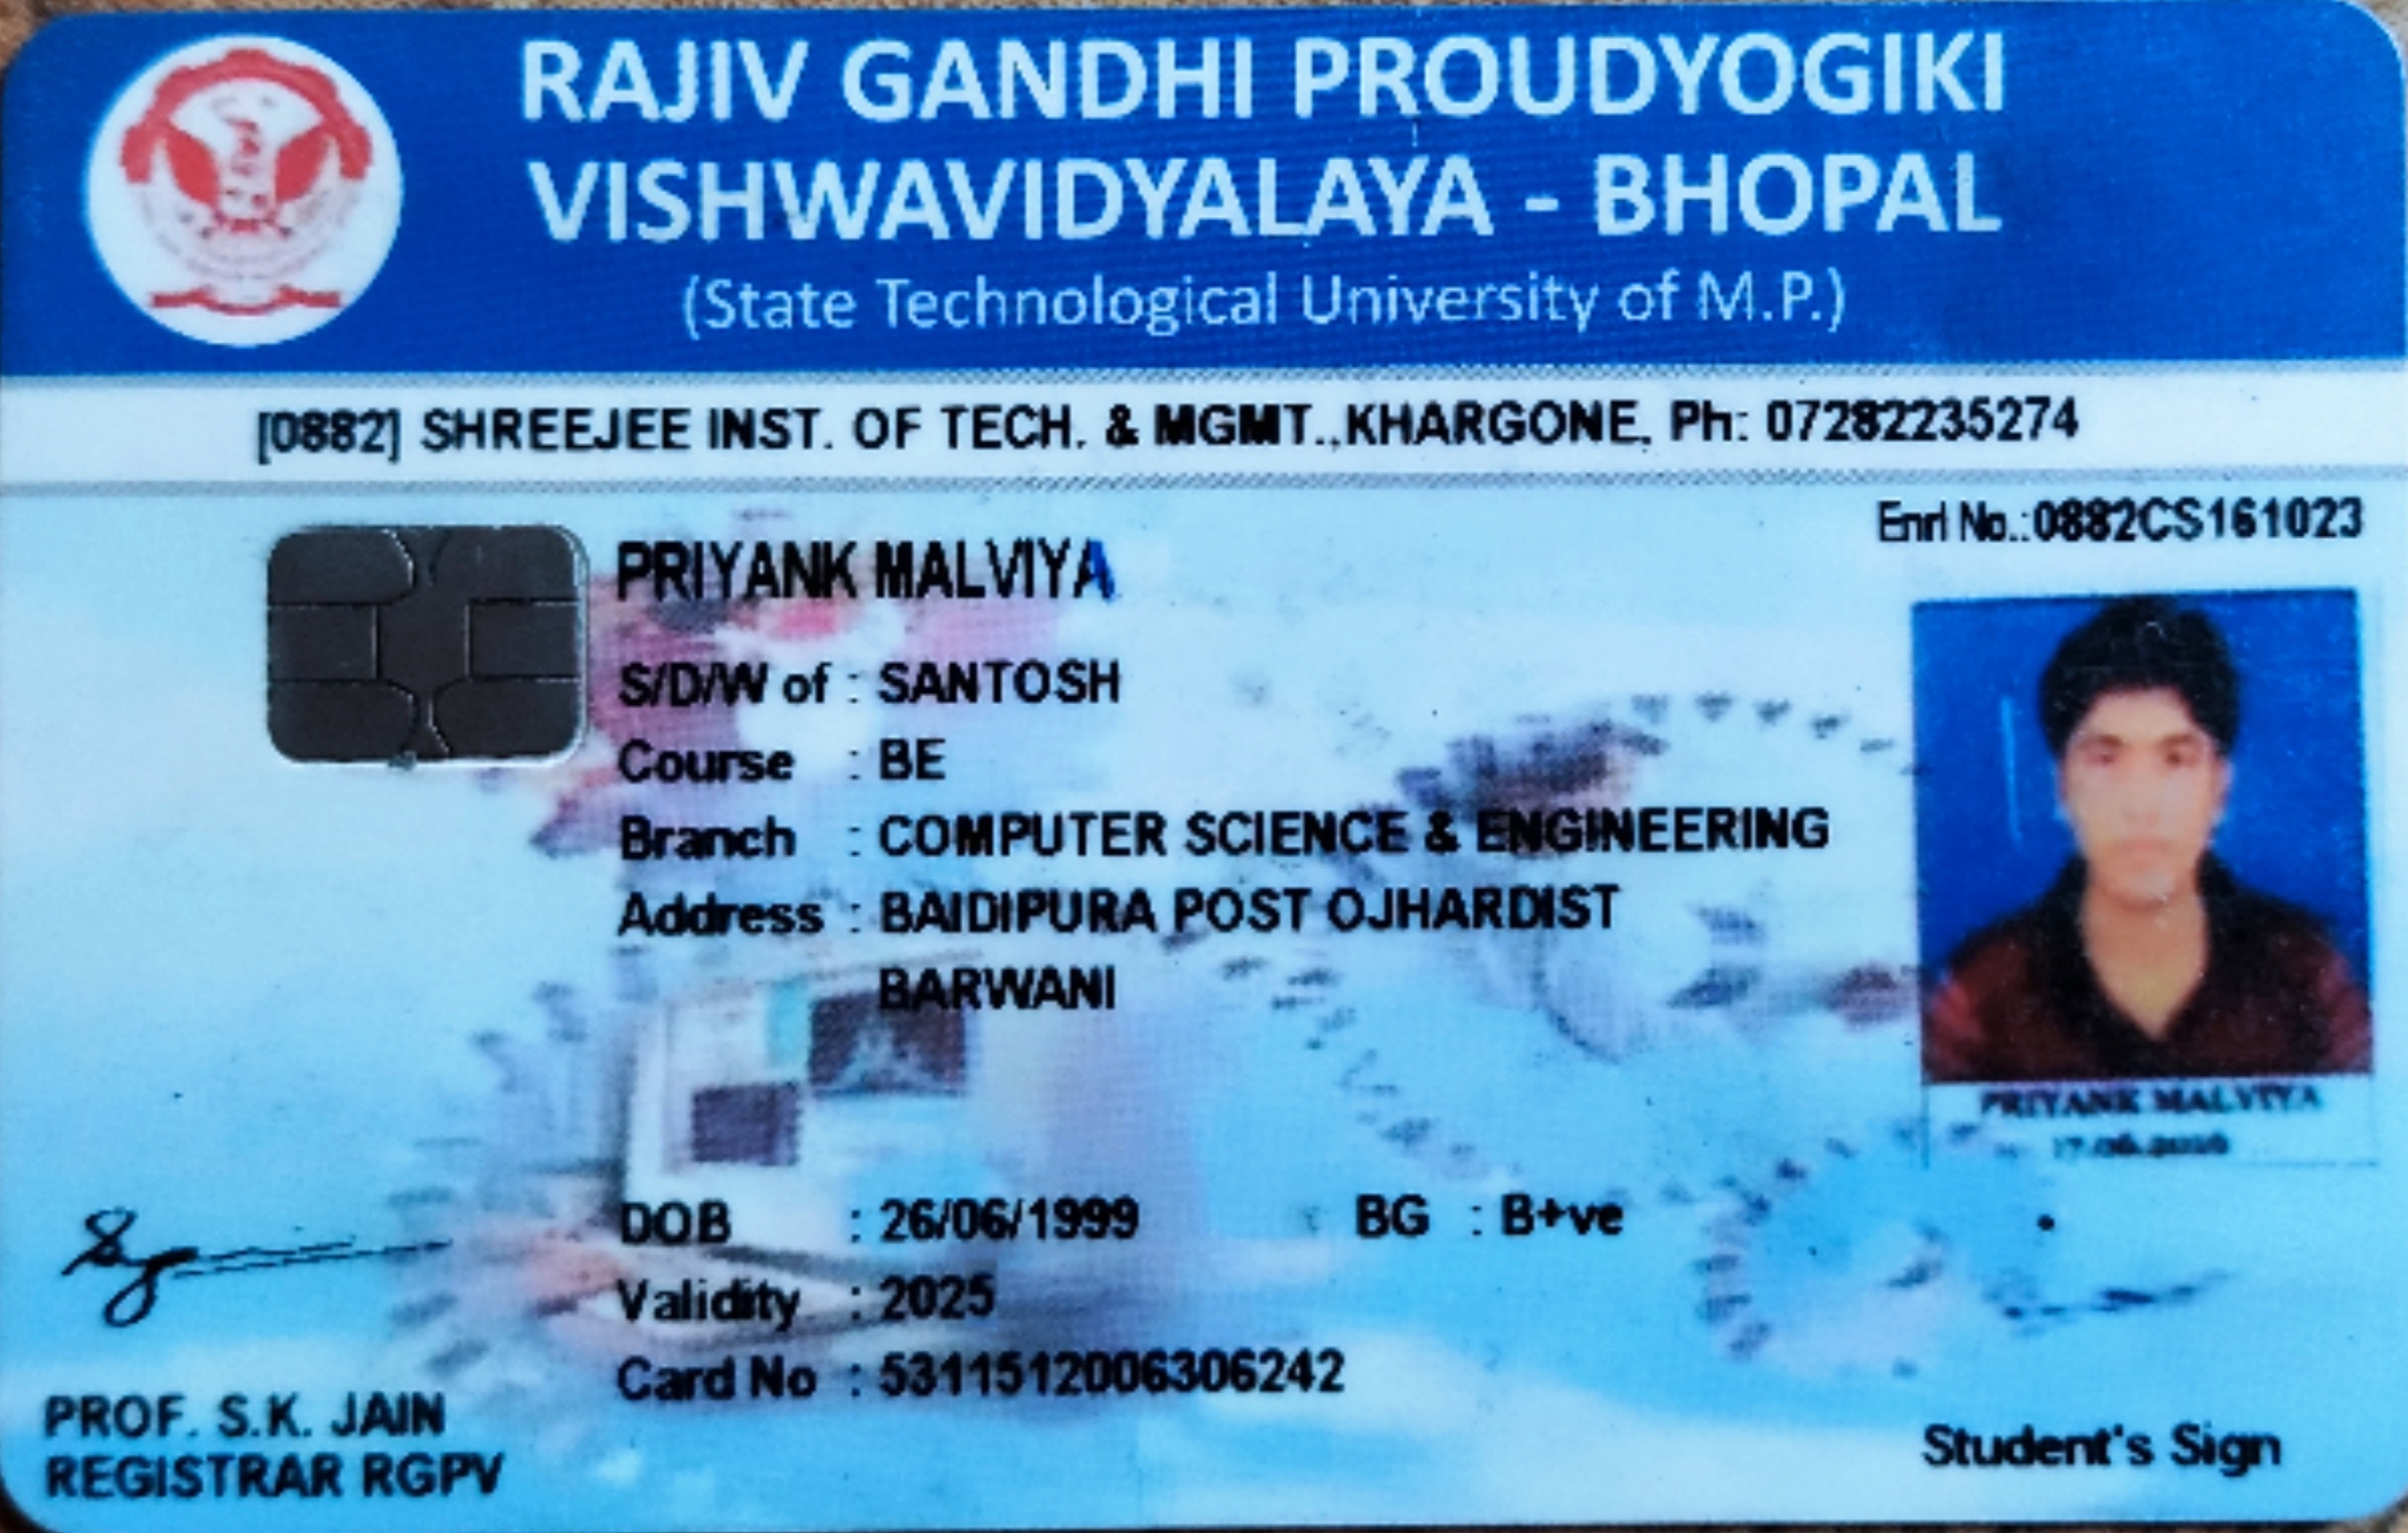 RAJIV GANDHI PROUDYOGIKI
VISHWAVIDYALAYA - BHOPAL
(State Technological University of M.P.)
[0882] SHREEJEE INST. OF TECH. & MGMT.,KHARGONE, Ph: 07282235274
Enrl No.:0882CS161023
PRIYANK MALVIYA
S/D/W of : SANTOSH
Course : BE
Branch : COMPUTER SCIENCE & ENGINEERING
Address : BAIDIPURA POST OJHARDIST
BARWANI
PRIYANK MALVIYA
DOB : 26/06/1999 BG : B+ve
Validity : 2025
Card No : 5311512006306242
PROF. S.K. JAIN
REGISTRAR RGPV
Student's Sign